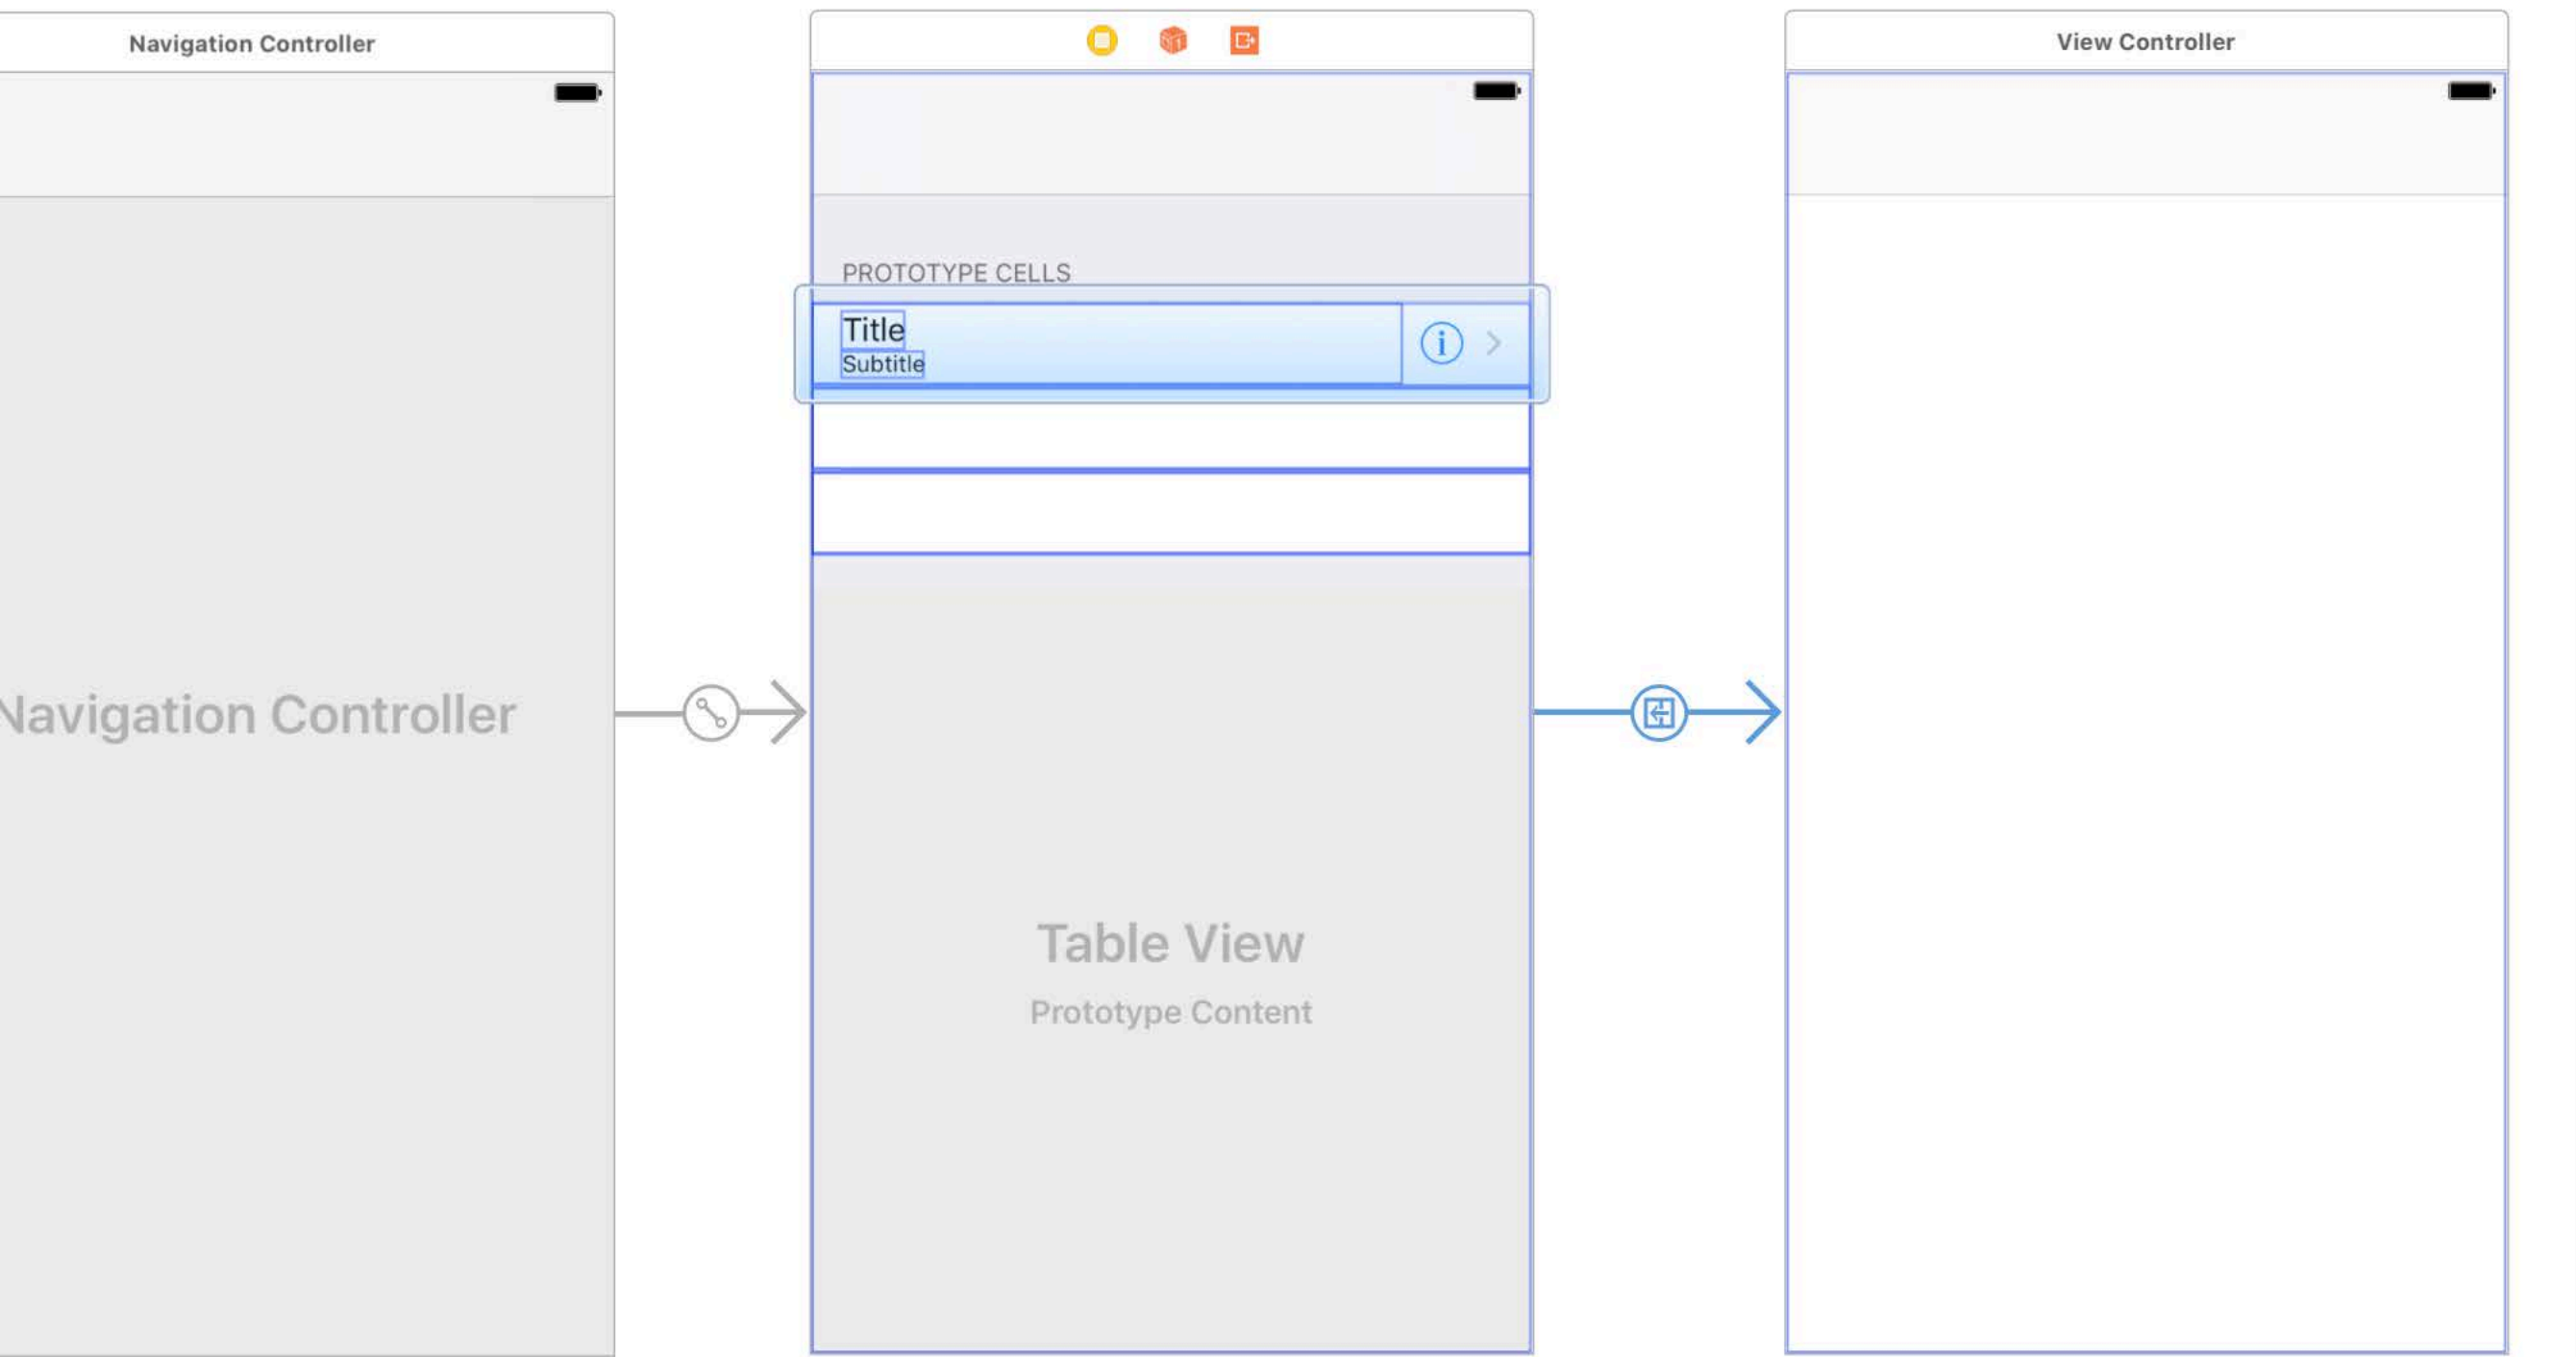 Navigation Controller
View Controller
PROTOTYPE CELLS
Title
Subtitle
Navigation Controller
Table View
Prototype Content